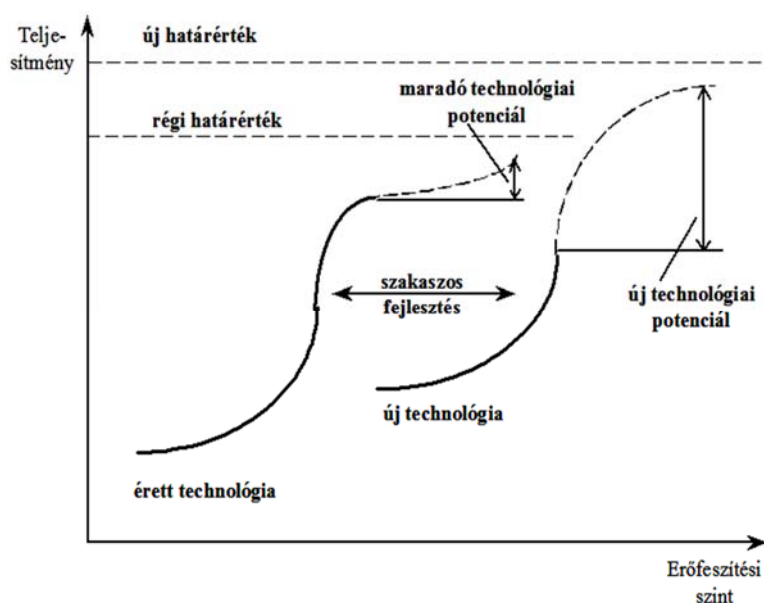 Telje-
sítmény
új határérték
maradó technológiai
potenciál
régi határérték
szakaszos
fejlesztés
új technológiai
potenciál
új technológia
érett technológia
Erőfeszítési
szint